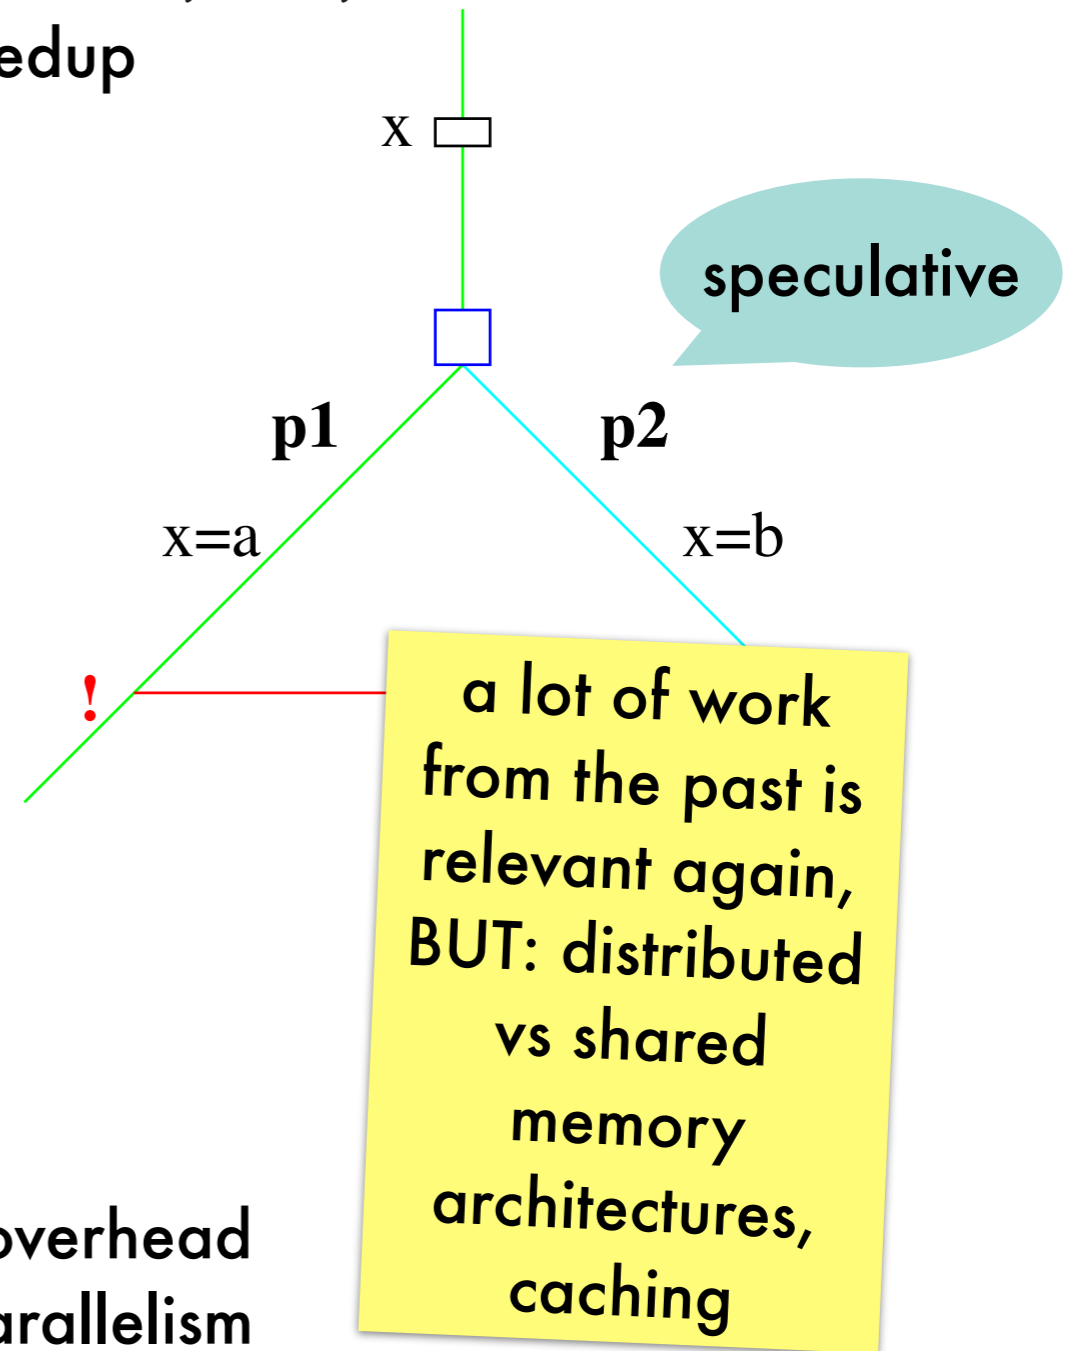 edup
x
speculative
p1
p2
x=a
x=b
!
a lot of work
from the past is
relevant again,
BUT: distributed
vs shared
memory
architectures,
caching
overhead
arallelism